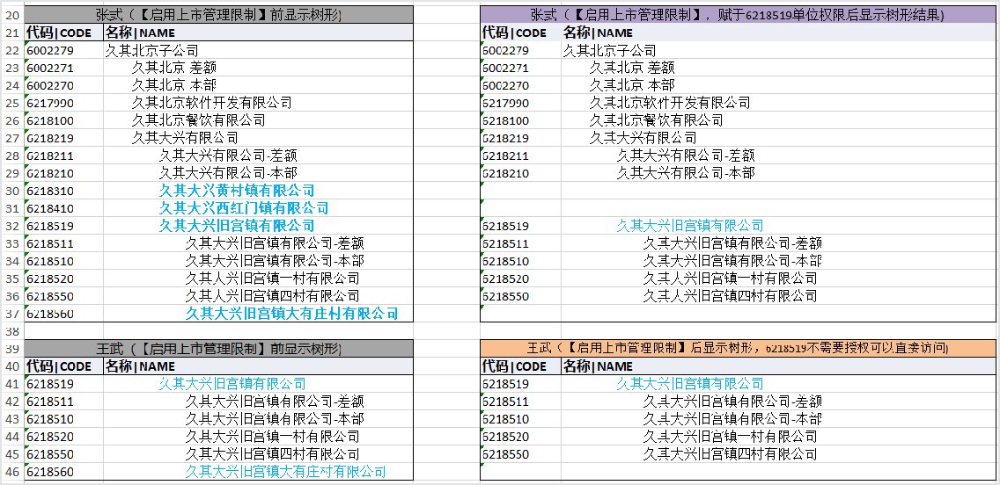 20 张武（【启用上市管理限制】前显示树形） 张武（【启用上市管理限制】，赋于6218519单位权限后显示树形结果)
21 代码|CODE 名称|NAME 代码|CODE 名称|NAME
22 6002279 久其北京子公司 6002279 久其北京子公司
23 6002271 久其北京 差额 6002271 久其北京 差额
24 6002270 久其北京 本部 6002270 久其北京 本部
25 6217990 久其北京软件开发有限公司 6217990 久其北京软件开发有限公司
26 6218100 久其北京餐饮有限公司 6218100 久其北京餐饮有限公司
27 6218219 久其大兴有限公司 6218219 久其大兴有限公司
28 6218211 久其大兴有限公司-差额 6218211 久其大兴有限公司-差额
29 6218210 久其大兴有限公司-本部 6218210 久其大兴有限公司-本部
30 6218310 久其大兴黄村镇有限公司
31 6218410 久其大兴西红门镇有限公司
32 6218519 久其大兴旧宫镇有限公司 6218519 久其大兴旧宫镇有限公司
33 6218511 久其大兴旧宫镇有限公司-差额 6218511 久其大兴旧宫镇有限公司-差额
34 6218510 久其大兴旧宫镇有限公司-本部 6218510 久其大兴旧宫镇有限公司-本部
35 6218520 久其大兴旧宫镇一村有限公司 6218520 久其大兴旧宫镇一村有限公司
36 6218550 久其大兴旧宫镇四村有限公司 6218550 久其大兴旧宫镇四村有限公司
37 6218560 久其大兴旧宫镇大有庄村有限公司
38
39 王武（【启用上市管理限制】前显示树形） 王武（【启用上市管理限制】后显示树形，6218519不需要授权可以直接访问)
40 代码|CODE 名称|NAME 代码|CODE 名称|NAME
41 6218519 久其大兴旧宫镇有限公司 6218519 久其大兴旧宫镇有限公司
42 6218511 久其大兴旧宫镇有限公司-差额 6218511 久其大兴旧宫镇有限公司-差额
43 6218510 久其大兴旧宫镇有限公司-本部 6218510 久其大兴旧宫镇有限公司-本部
44 6218520 久其大兴旧宫镇一村有限公司 6218520 久其大兴旧宫镇一村有限公司
45 6218550 久其大兴旧宫镇四村有限公司 6218550 久其大兴旧宫镇四村有限公司
46 6218560 久其大兴旧宫镇大有庄村有限公司